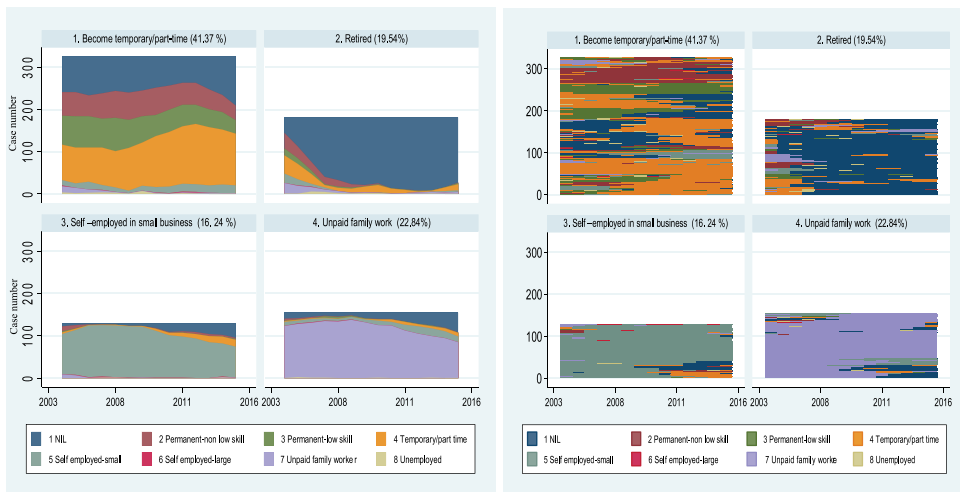 1. Become temporary/part-time (41.37 %)
2. Retired (19.54%)
Case number
300
200
100
0
3. Self –employed in small business (16, 24 %)
4. Unpaid family work (22,84%)
Case number
300
200
100
0
2003 2008 2011 2016
2003 2008 2011 2016
1 NIL
2 Permanent-non low skill
3 Permanent-low skill
4 Temporary/part time
5 Self employed-small
6 Self employed-large
7 Unpaid family worker
8 Unemployed
1. Become temporary/part-time (41.37 %)
2. Retired (19.54%)
300
200
100
0
3. Self –employed in small business (16. 24 %)
4. Unpaid family work (22.84%)
300
200
100
0
2003 2008 2011 2016
2003 2008 2011 2016
1 NIL
2 Permanent-non low skill
3 Permanent-low skill
4 Temporary/part time
5 Self employed-small
6 Self employed-large
7 Unpaid family worke
8 Unemployed